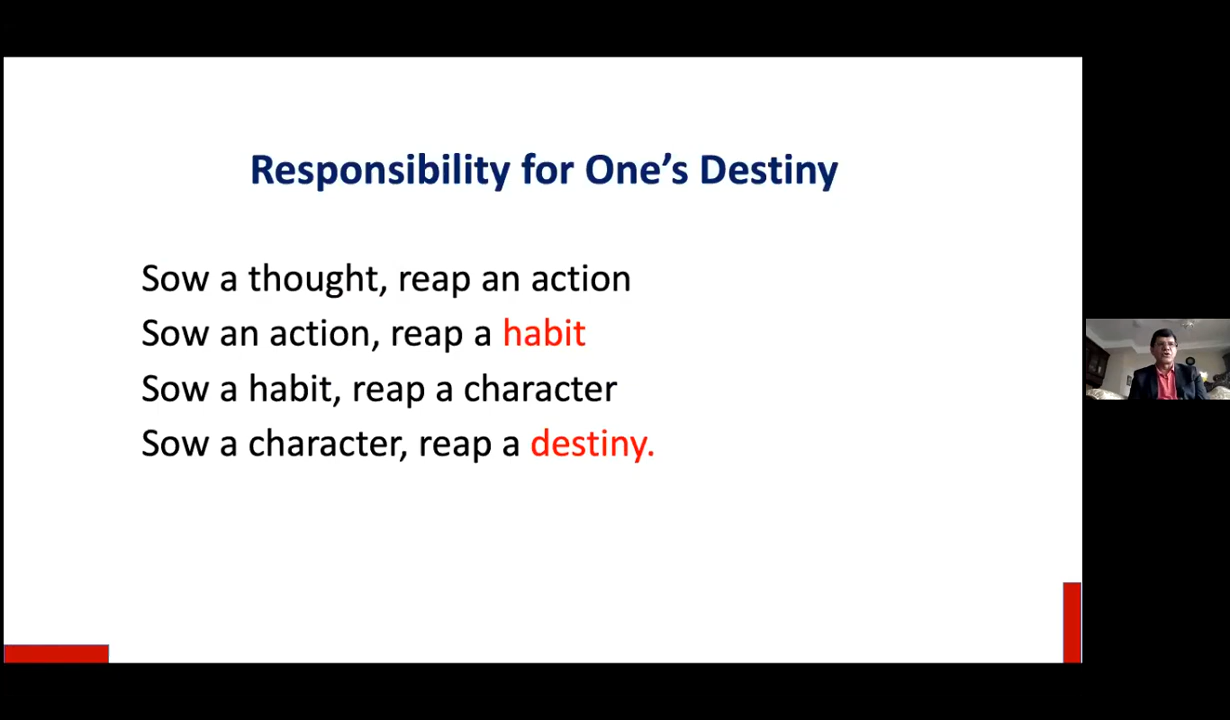 Responsibility for One’s Destiny
Sow a thought, reap an action
Sow an action, reap a habit
Sow a habit, reap a character
Sow a character, reap a destiny.